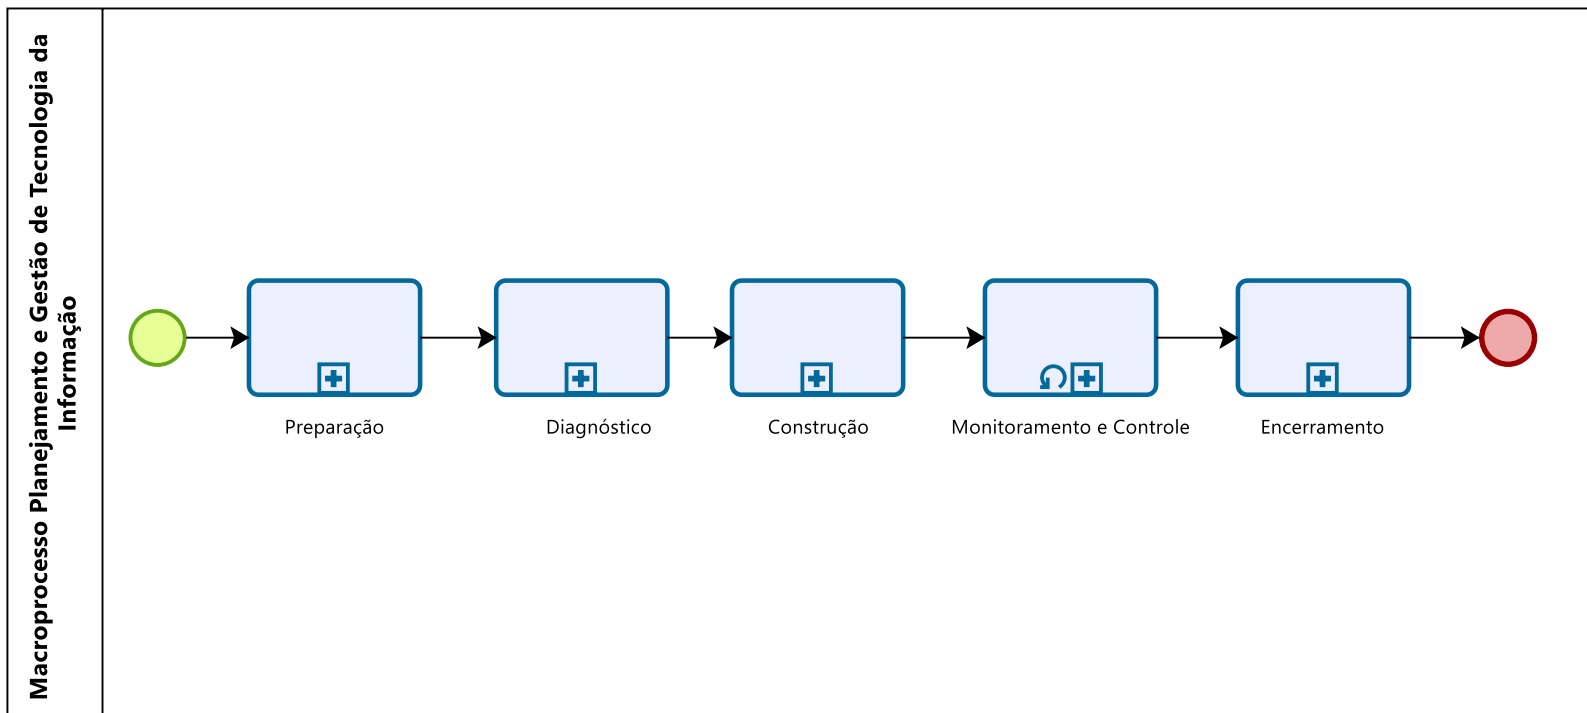 Macroprocesso Planejamento e Gestão de Tecnologia da
Informação
Preparação
Diagnóstico
Construção
Monitoramento e Controle
Encerramento